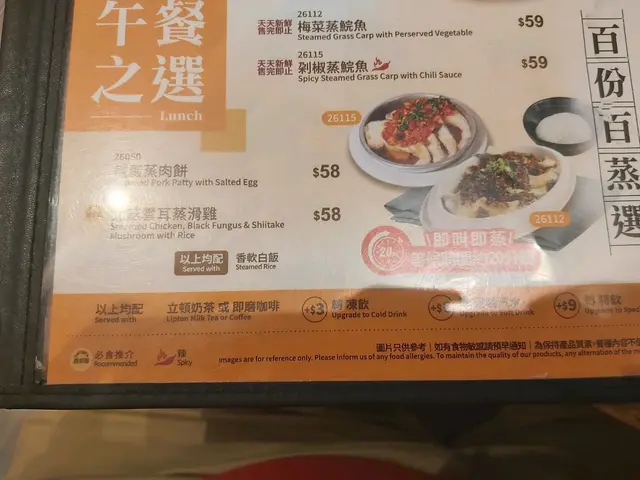 午餐
之選
Lunch
26112
天天新鮮
售完即止
梅菜蒸鯇魚
Steamed Grass Carp with Perserved Vegetable
$59
26115
天天新鮮
售完即止
剁椒蒸鯇魚
Spicy Steamed Grass Carp with Chili Sauce
$59
26115
26112
百份百蒸選
蒸肉餅
Pork Patty with Salted Egg
$58
雲耳蒸滑雞
Steamed Chicken, Black Fungus & Shiitake
Mushroom with Rice
$58
以上均配
Served with
香軟白飯
Steamed Rice
即叫即蒸
20
以上均配
Served with
立頓奶茶 或 即磨咖啡
Lipton Milk Tea or Coffee
+$3
轉凍飲
Upgrade to Cold Drink
Upgrade to Soft Drink
+$9
Upgrade to
必食推介
Recommended
辣
Spicy
圖片只供參考｜如有食物敏感請預早通知｜為保持產品質素，
Images are for reference only. Please inform us of any food allergies. To maintain the quality of our products, any alternation of the